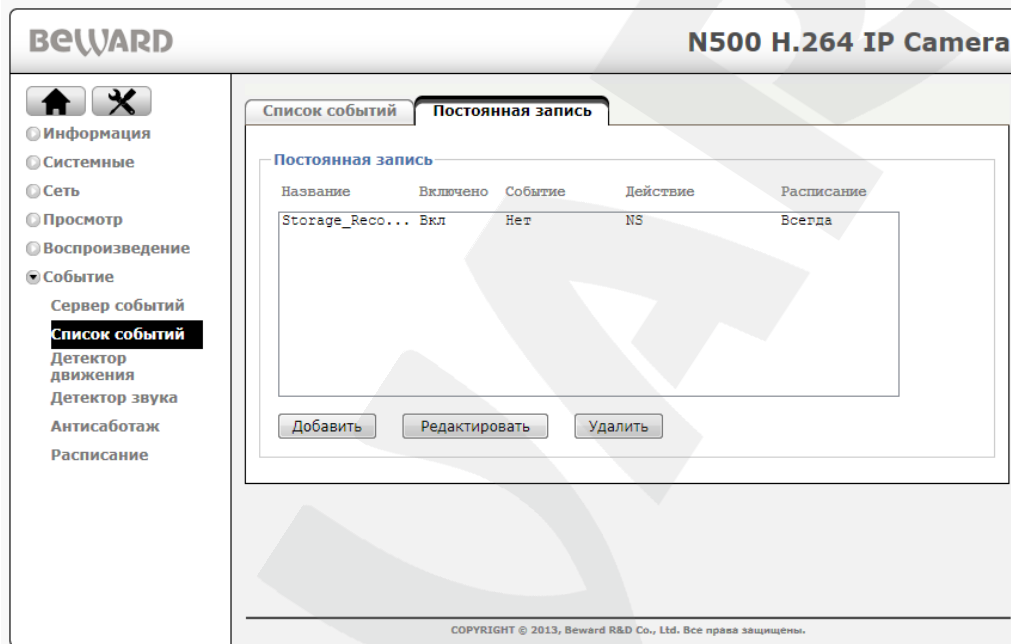 BEWARD
N500 H.264 IP Camera
Информация
Системные
Сеть
Просмотр
Воспроизведение
Событие
Сервер событий
Список событий
Детектор
движения
Детектор звука
Антисаботаж
Расписание
Список событий Постоянная запись
Постоянная запись
Название Включено Событие Действие Расписание
Storage_Reco... Вкл Нет NS Всегда
Добавить Редактировать Удалить
COPYRIGHT © 2013, Beward R&D Co., Ltd. Все права защищены.